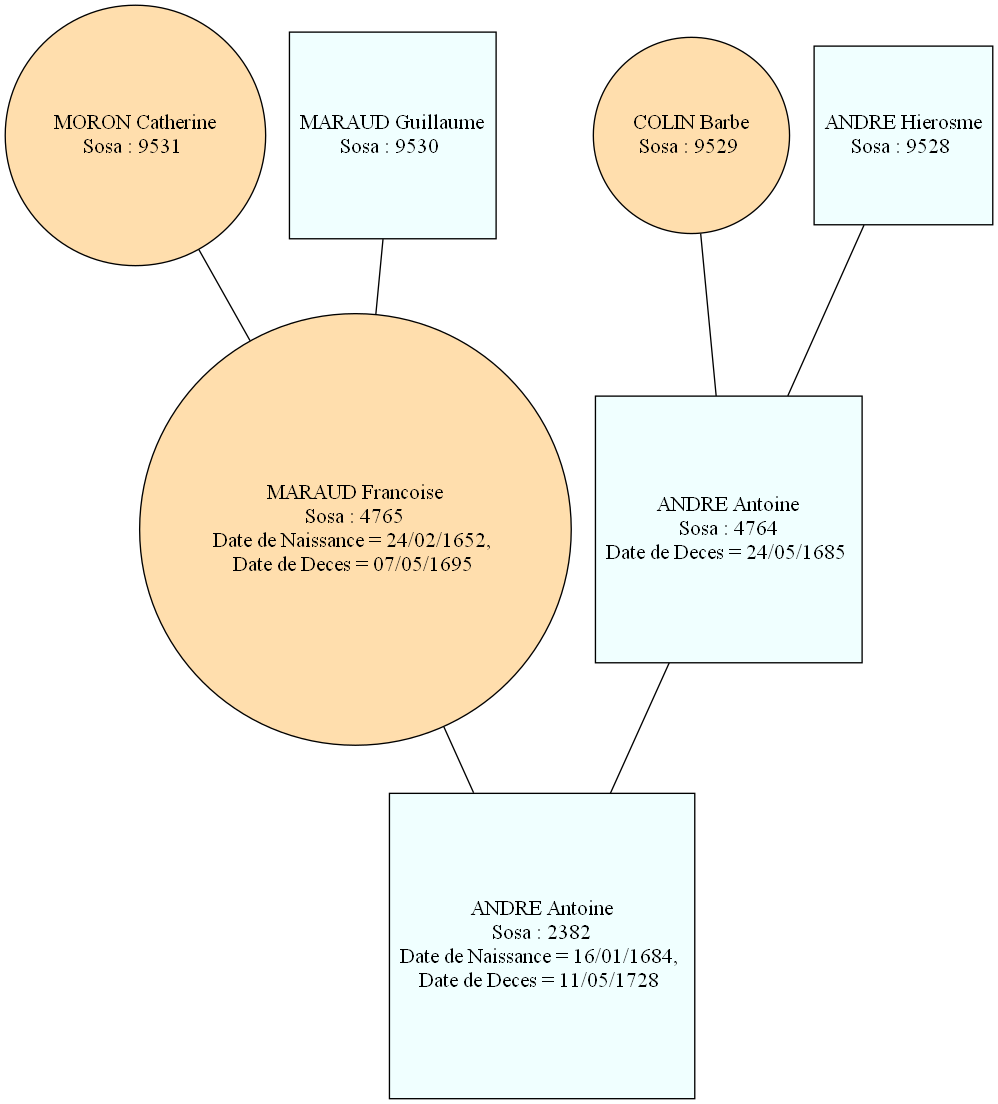 MORON Catherine
Sosa : 9531
MARAUD Guillaume
Sosa : 9530
COLIN Barbe
Sosa : 9529
ANDRE Hierosme
Sosa : 9528
MARAUD Francoise
Sosa : 4765
Date de Naissance = 24/02/1652,
Date de Deces = 07/05/1695
ANDRE Antoine
Sosa : 4764
Date de Deces = 24/05/1685
ANDRE Antoine
Sosa : 2382
Date de Naissance = 16/01/1684,
Date de Deces = 11/05/1728